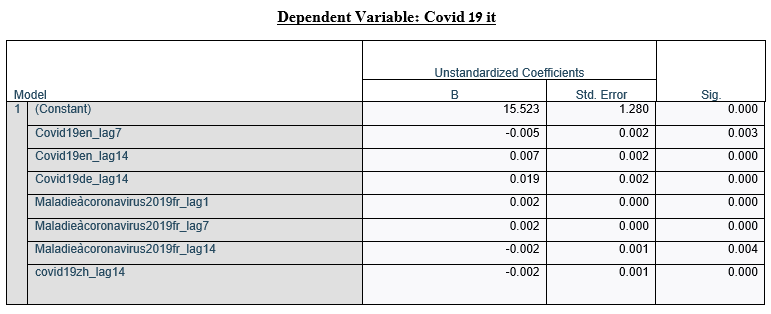 Dependent Variable: Covid 19 it
Unstandardized Coefficients
Model B Std. Error Sig.
1 (Constant) 15.523 1.280 0.000
Covid19en_lag7 -0.005 0.002 0.003
Covid19en_lag14 0.007 0.002 0.000
Covid19de_lag14 0.019 0.002 0.000
Maladieàcoronavirus2019fr_lag1 0.002 0.000 0.000
Maladieàcoronavirus2019fr_lag7 0.002 0.000 0.000
Maladieàcoronavirus2019fr_lag14 -0.002 0.001 0.004
covid19zh_lag14 -0.002 0.001 0.000